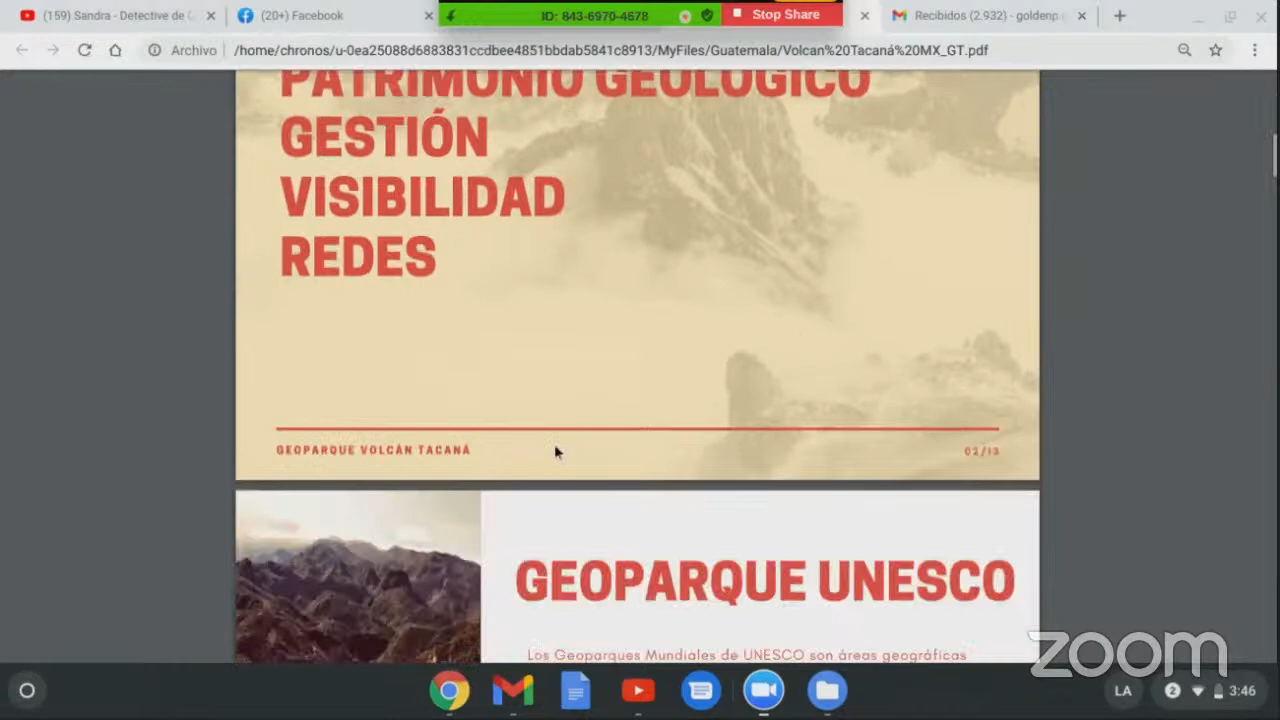 (159) Sandra - Detective de
(20+) Facebook
ID: 843-6970-4678
Stop Share
Recibidos (2.932) - goldenp
Archivo
/home/chronos/u-0ea25088d6883831ccdbee4851bbdab5841c8913/MyFiles/Guatemala/Volcan%20Tacaná%20MX_GT.pdf
PATRIMONIO GEOLÓGICO
GESTIÓN
VISIBILIDAD
REDES
GEOPARQUE VOLCÁN TACANÁ
02/13
GEOPARQUE UNESCO
Los Geoparques Mundiales de UNESCO son áreas geográficas
zoom
LA
2
3:46